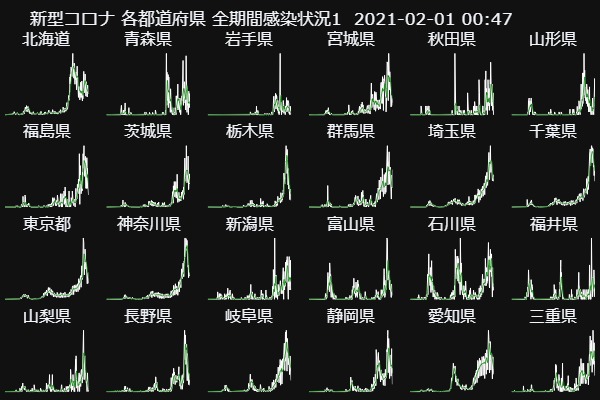 新型コロナ 各都道府県 全期間感染状況1 2021-02-01 00:47
北海道 青森県 岩手県 宮城県 秋田県 山形県
福島県 茨城県 栃木県 群馬県 埼玉県 千葉県
東京都 神奈川県 新潟県 富山県 石川県 福井県
山梨県 長野県 岐阜県 静岡県 愛知県 三重県